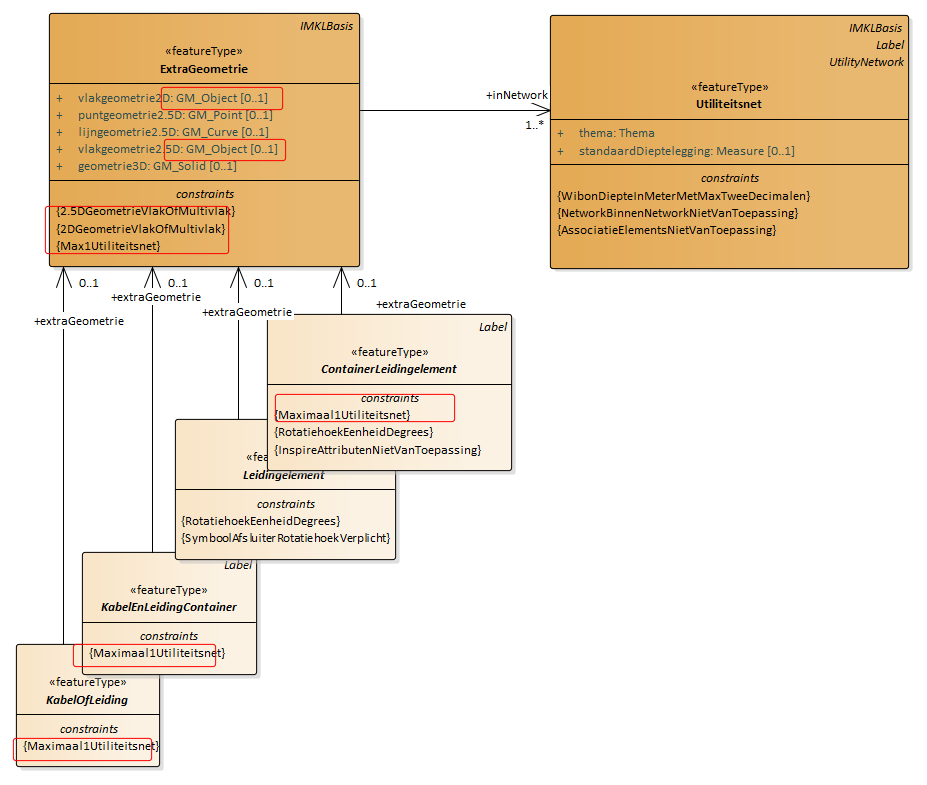 IMKLBasis
«featureType»
ExtraGeometrie
+ vlakgeometrie2D: GM_Object [0..1]
+ puntgeometrie2.5D: GM_Point [0..1]
+ lijngeometrie2.5D: GM_Curve [0..1]
+ vlakgeometrie2.5D: GM_Object [0..1]
+ geometrie3D: GM_Solid [0..1]
constraints
{2.5DGeometrieVlakOfMultivlak}
{2DGeometrieVlakOfMultivlak}
{Max1Utiliteitsnet}
+inNetwork
1..*
IMKLBasis
Label
UtilityNetwork
«featureType»
Utiliteitsnet
+ thema: Thema
+ standaardDieptelegging: Measure [0..1]
constraints
{WibonDiepteInMeterMetMaxTweeDecimalen}
{NetworkBinnenNetworkNietVanToepassing}
{AssociatieElementsNietVanToepassing}
0..1
0..1
0..1
0..1
+extraGeometrie
+extraGeometrie
+extraGeometrie
+extraGeometrie
Label
«featureType»
ContainerLeidingelement
constraints
{Maximaal1Utiliteitsnet}
{RotatiehoekEenheidDegrees}
{InspireAttributenNietVanToepassing}
«fea
Leidingelement
constraints
{RotatiehoekEenheidDegrees}
{SymboolAfsluiterRotatiehoekVerplicht}
Label
«featureType»
KabelEnLeidingContainer
constraints
{Maximaal1Utiliteitsnet}
«featureType»
KabelOfLeiding
constraints
{Maximaal1Utiliteitsnet}